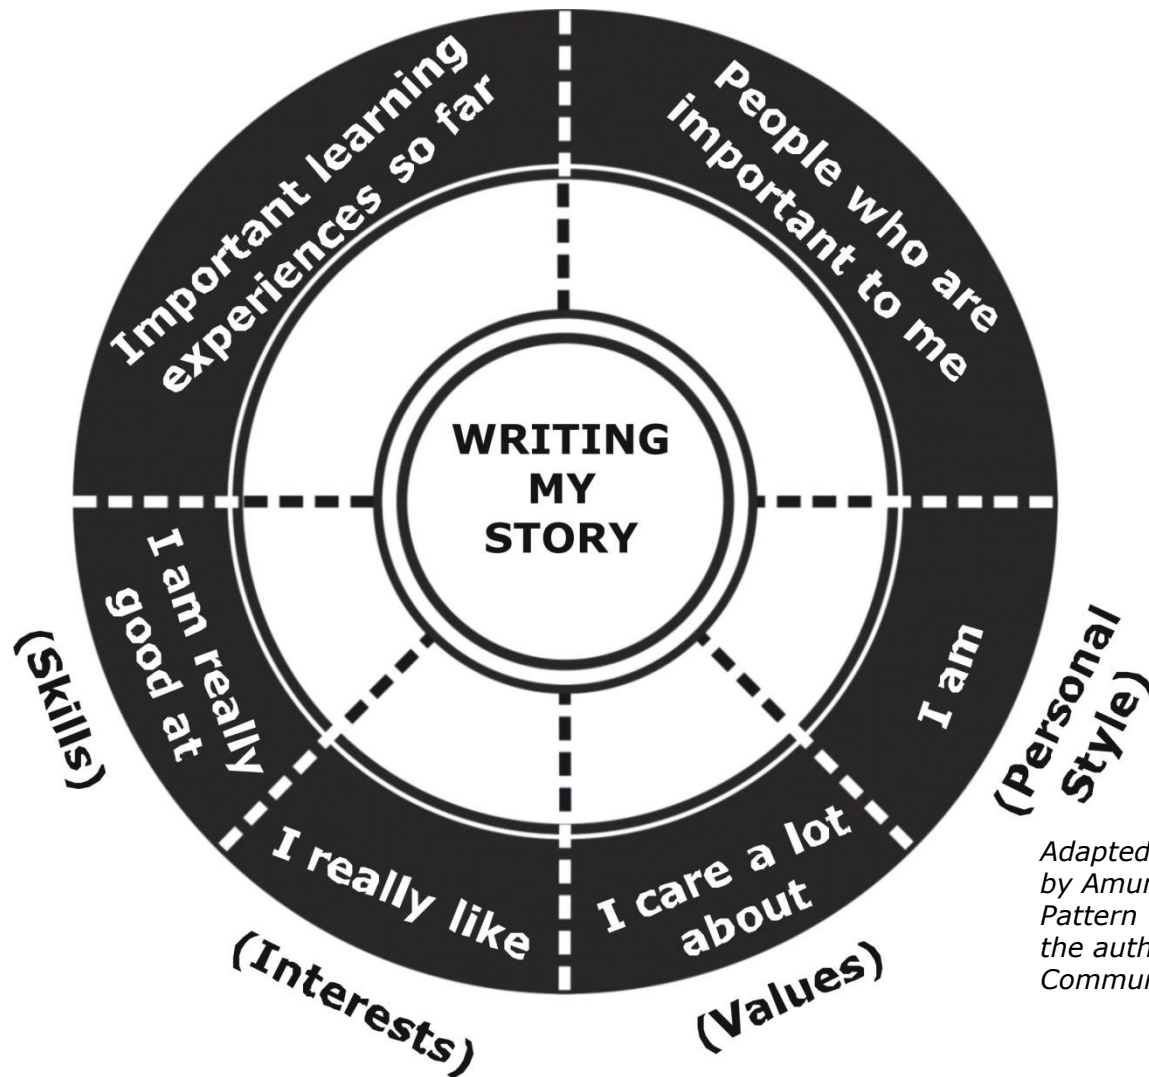 Important learning
experiences so far
People who are
important to me
WRITING
MY
STORY
I am really
good at
(Skills)
I really like
(Interests)
I care a lot
about
(Values)
I am
(Personal
Style)
Adapted
by Amun
Pattern
the auth
Commun